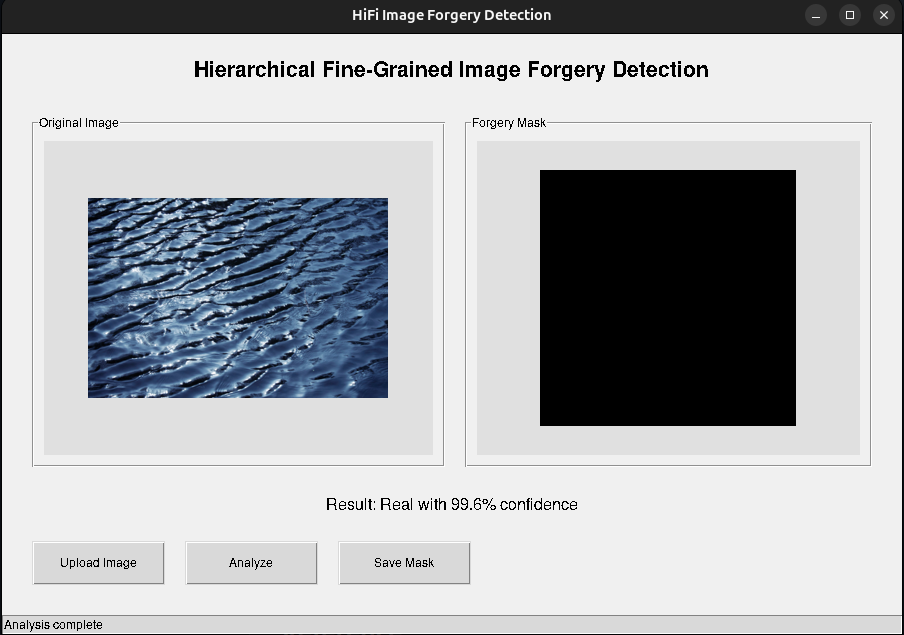 HiFi Image Forgery Detection
Hierarchical Fine-Grained Image Forgery Detection
Original Image
Forgery Mask
Result: Real with 99.6% confidence
Upload Image
Analyze
Save Mask
Analysis complete